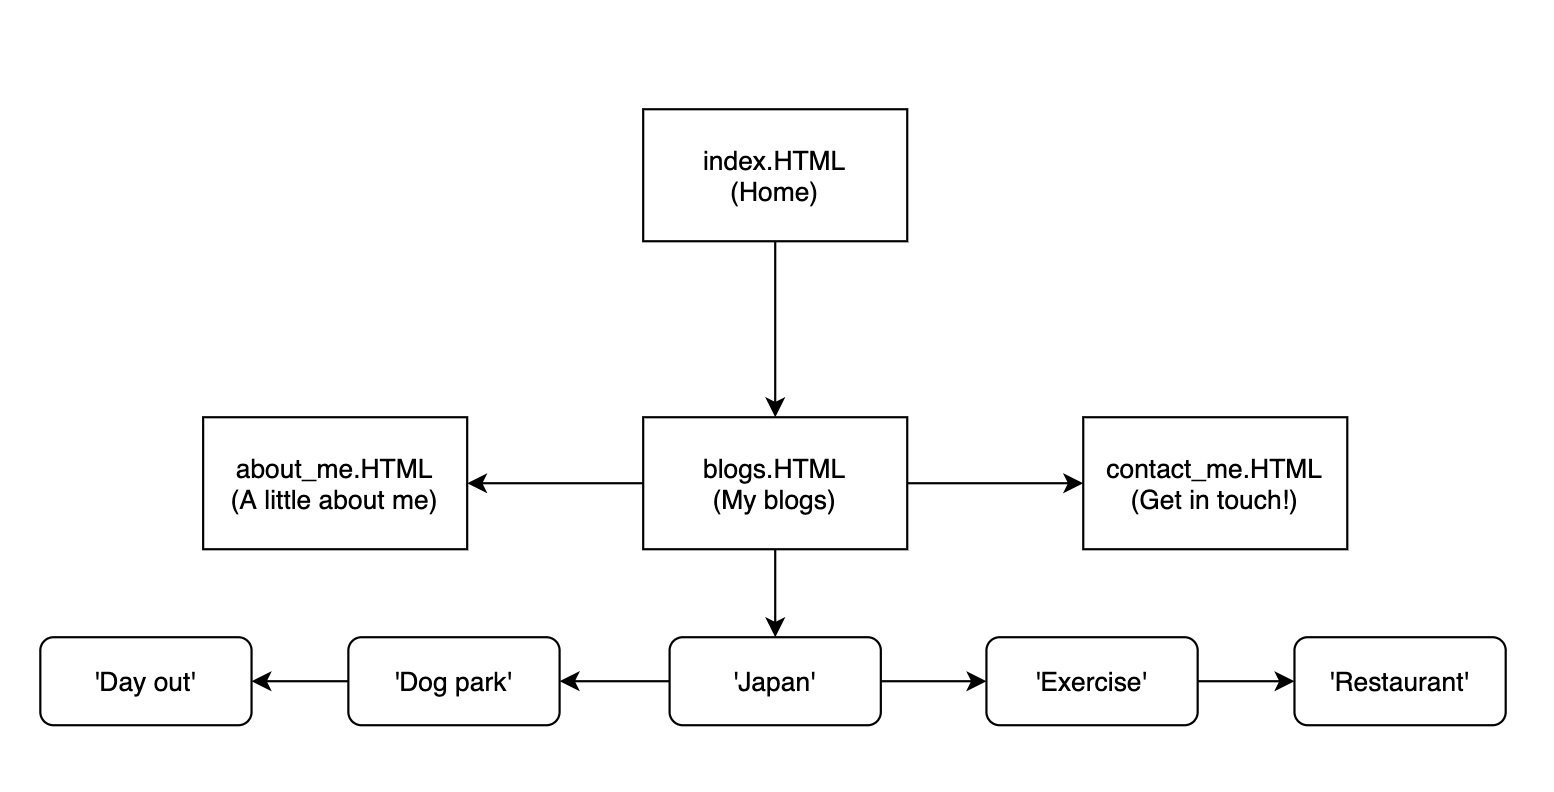 index.HTML
(Home)
about_me.HTML
(A little about me)
blogs.HTML
(My blogs)
contact_me.HTML
(Get in touch!)
'Day out'
'Dog park'
'Japan'
'Exercise'
'Restaurant'